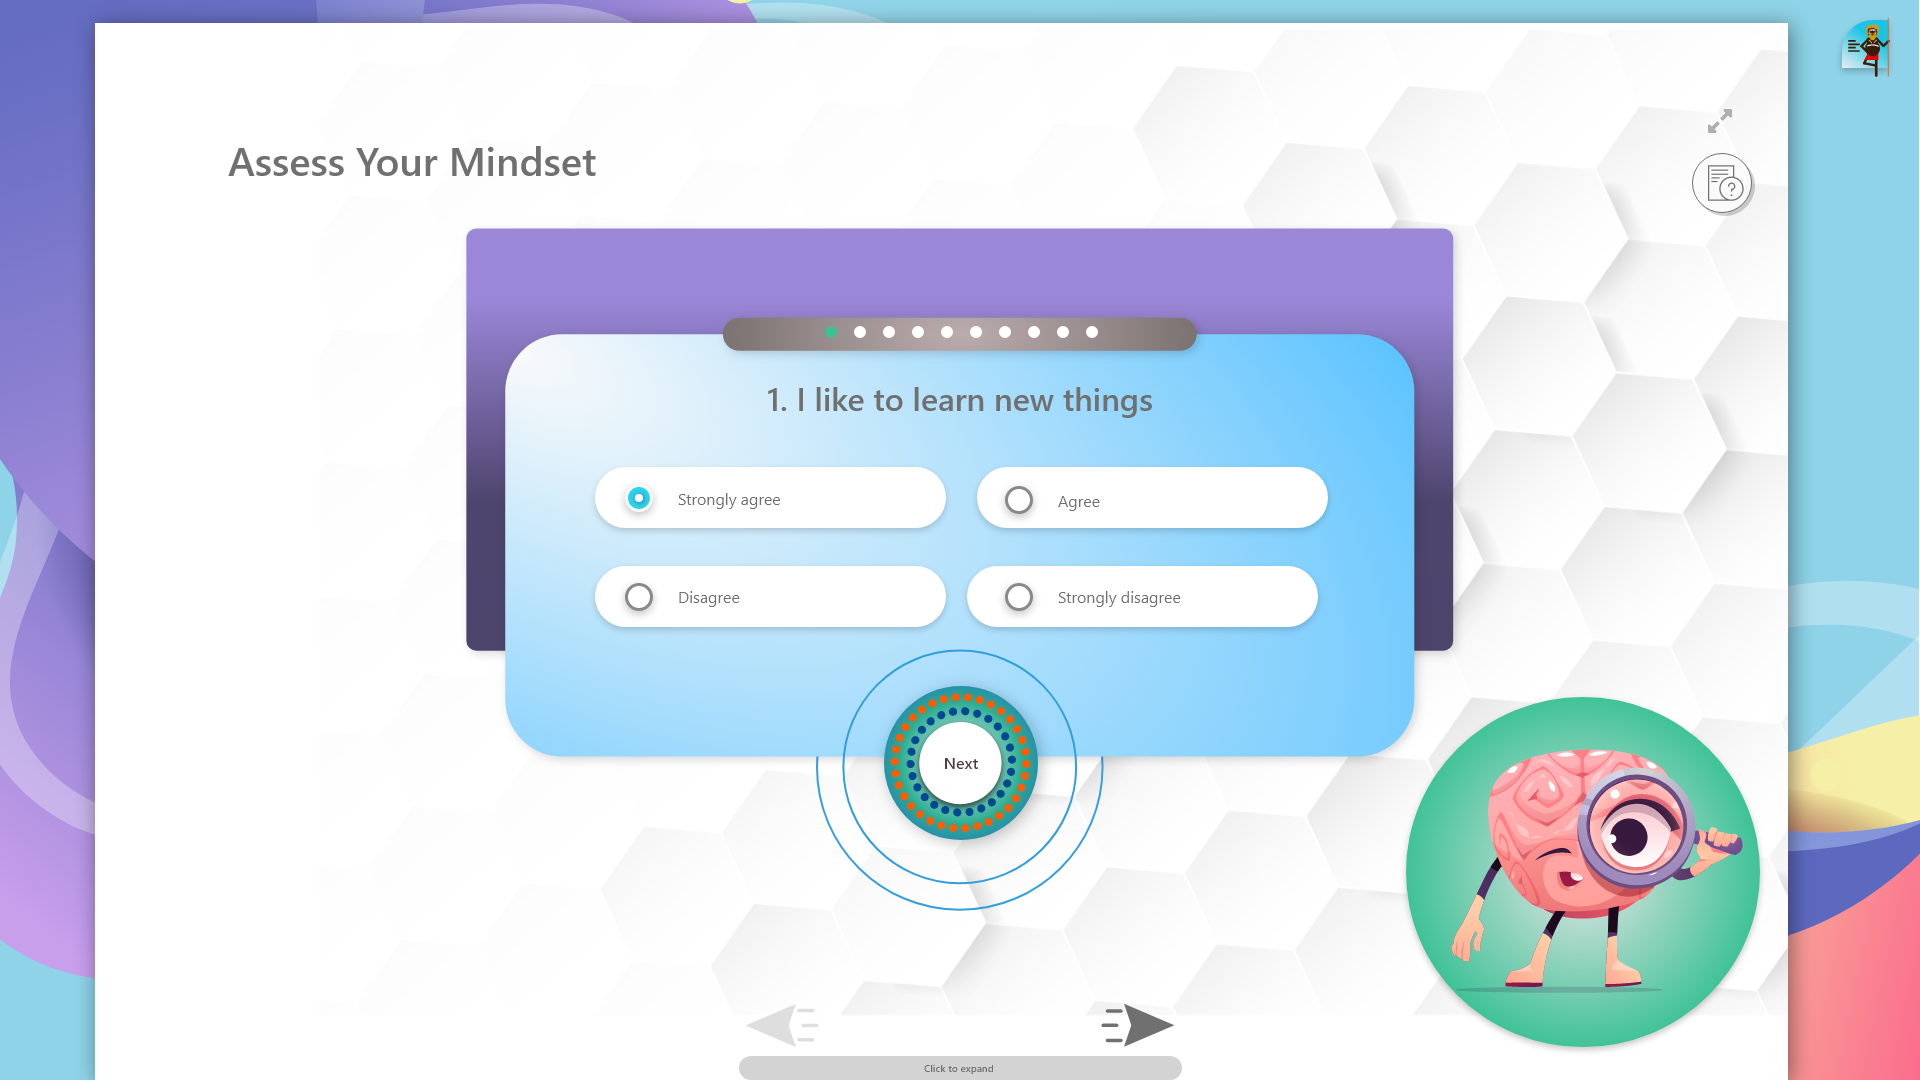 Assess Your Mindset
1. I like to learn new things
Strongly agree
Agree
Disagree
Strongly disagree
Next
Click to expand